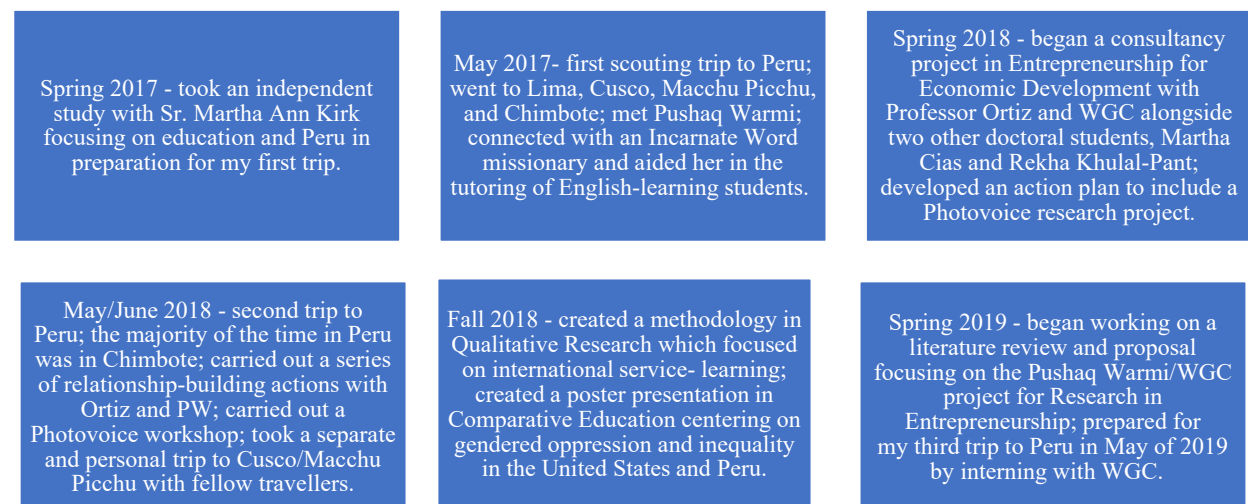 Spring 2017 - took an independent
study with Sr. Martha Ann Kirk
focusing on education and Peru in
preparation for my first trip.
May 2017- first scouting trip to Peru;
went to Lima, Cusco, Macchu Picchu,
and Chimbote; met Pushaq Warmi;
connected with an Incarnate Word
missionary and aided her in the
tutoring of English-learning students.
Spring 2018 - began a consultancy
project in Entrepreneurship for
Economic Development with
Professor Ortiz and WGC alongside
two other doctoral students, Martha
Cias and Rekha Khulal-Pant;
developed an action plan to include a
Photovoice research project.
May/June 2018 - second trip to
Peru; the majority of the time in Peru
was in Chimbote; carried out a series
of relationship-building actions with
Ortiz and PW; carried out a
Photovoice workshop; took a separate
and personal trip to Cusco/Macchu
Picchu with fellow travellers.
Fall 2018 - created a methodology in
Qualitative Research which focused
on international service- learning;
created a poster presentation in
Comparative Education centering on
gendered oppression and inequality
in the United States and Peru.
Spring 2019 - began working on a
literature review and proposal
focusing on the Pushaq Warmi/WGC
project for Research in
Entrepreneurship; prepared for
my third trip to Peru in May of 2019
by interning with WGC.